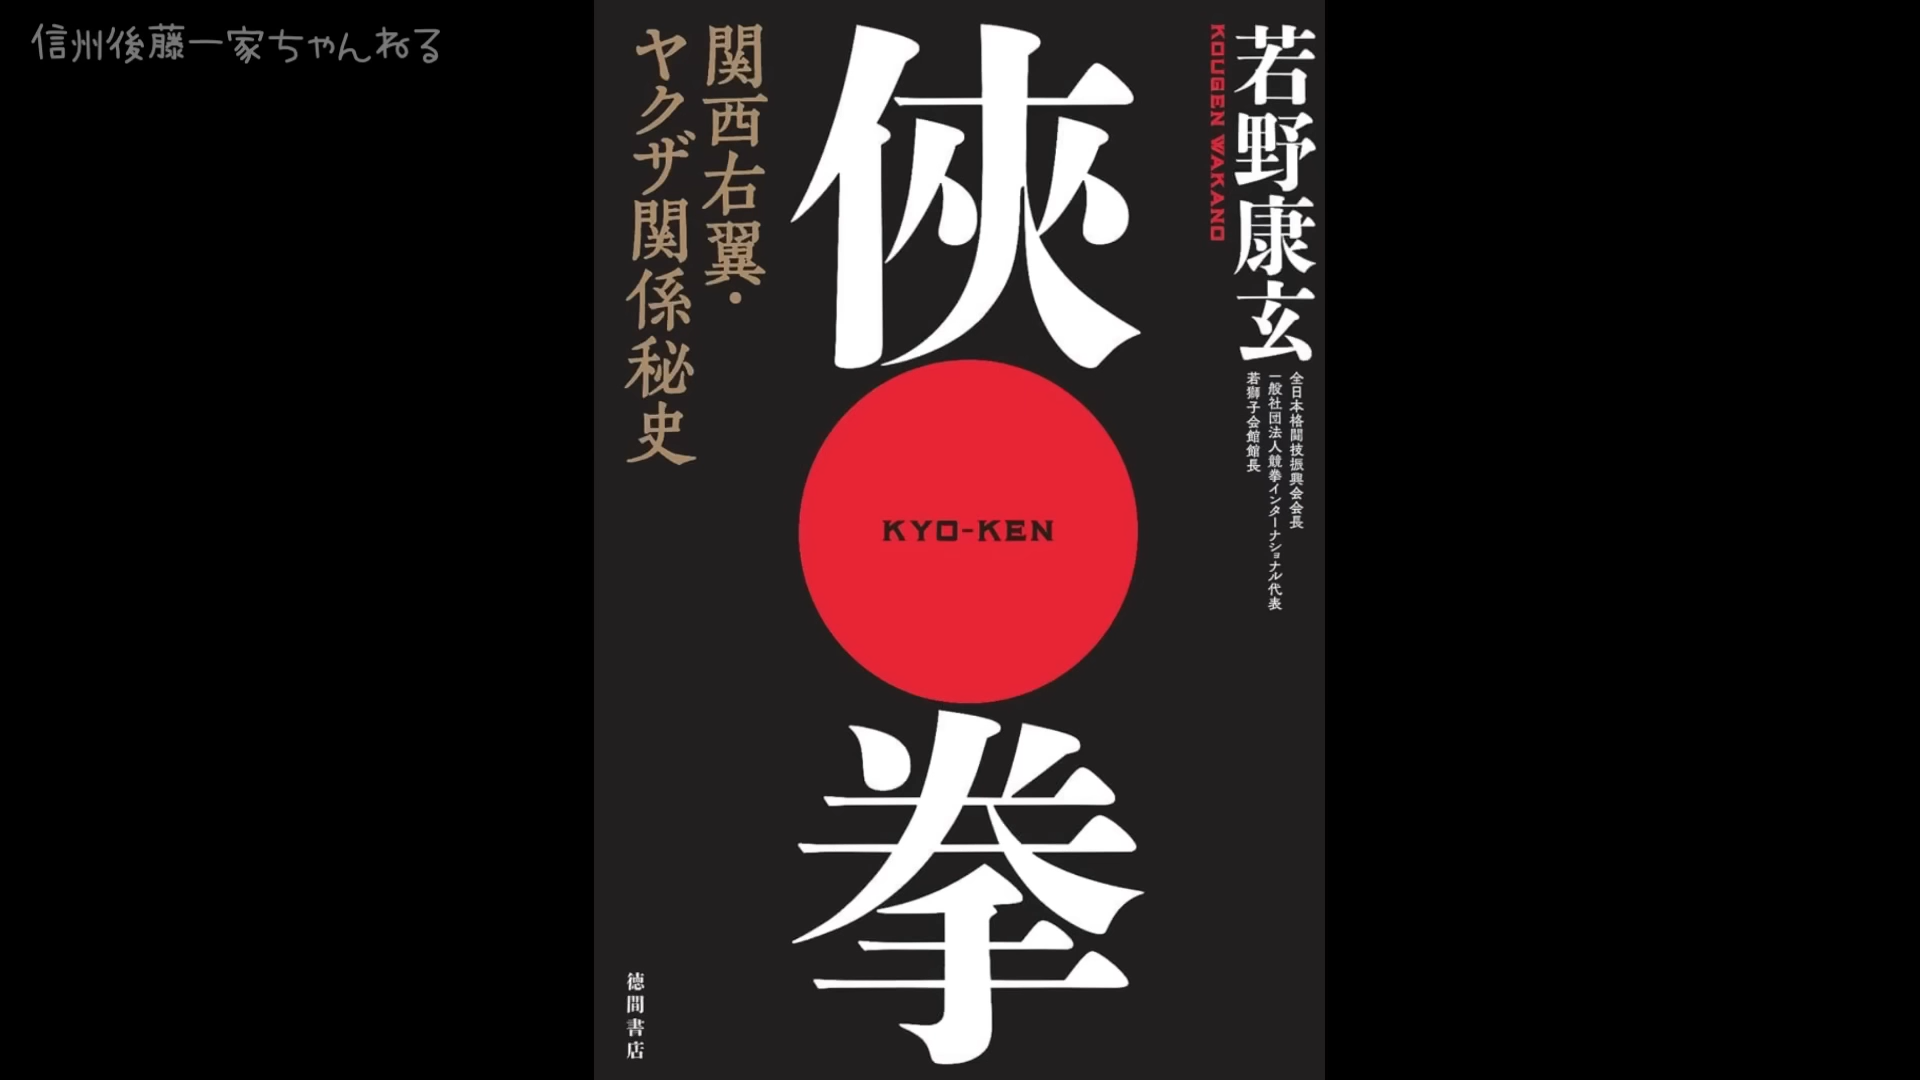 信州後藤一家ちゃんねる
若野康玄
KOUGEN WAKANO
全日本格闘技振興会会長
一般社団法人競拳インターナショナル代表
若獅子会館館長
俠拳
KYO-KEN
関西右翼・
ヤクザ関係秘史
徳間書店